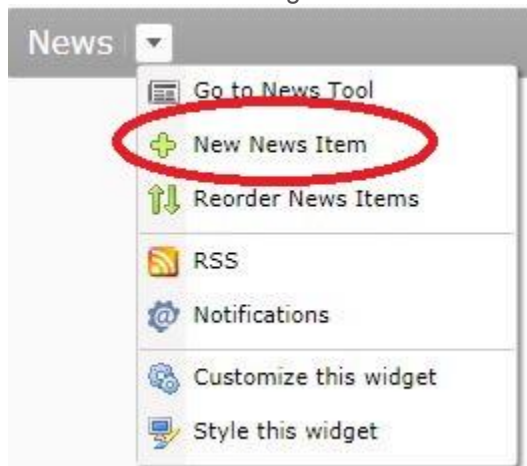 News
Go to News Tool
New News Item
Reorder News Items
RSS
Notifications
Customize this widget
Style this widget